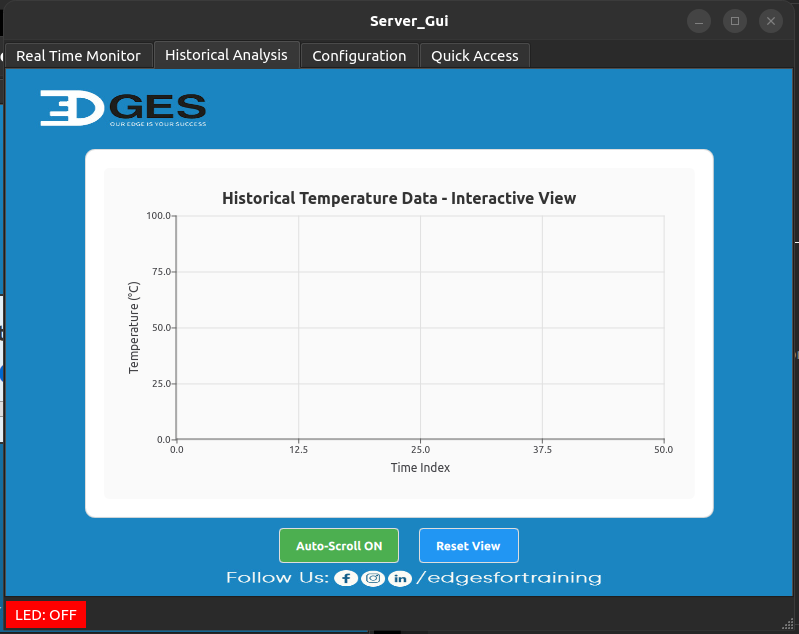 Server_Gui
Real Time Monitor Historical Analysis Configuration Quick Access
EDGES
OUR EDGE IS YOUR SUCCESS
Historical Temperature Data - Interactive View
100.0
75.0
Temperature (°C)
50.0
25.0
0.0
0.0 12.5 25.0 37.5 50.0
Time Index
Auto-Scroll ON Reset View
Follow Us: f in /edgesfortraining
LED: OFF